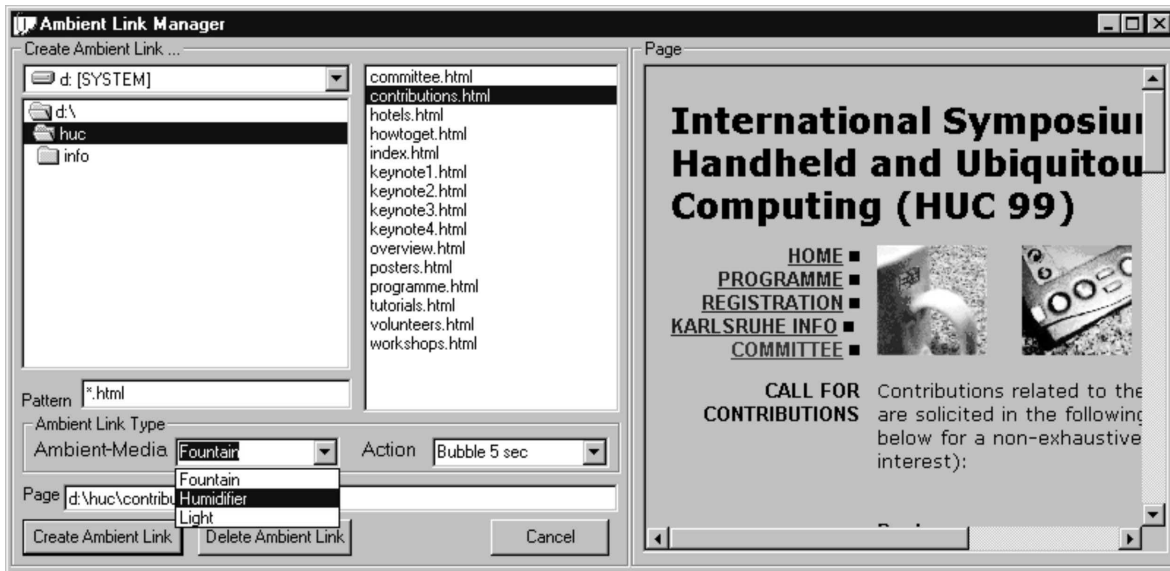 Ambient Link Manager
Create Ambient Link ...
d: [SYSTEM]
d:\
huc
info
Pattern *.html
committee.html
contributions.html
hotels.html
howtoget.html
index.html
keynote1.html
keynote2.html
keynote3.html
keynote4.html
overview.html
posters.html
programme.html
tutorials.html
volunteers.html
workshops.html
Ambient Link Type
Ambient-Media Fountain Action Bubble 5 sec
Fountain
Humidifier
Light
Page d:\huc\contribu
Create Ambient Link Delete Ambient Link Cancel
Page
International Symposiu
Handheld and Ubiquitou
Computing (HUC 99)
HOME
PROGRAMME
REGISTRATION
KARLSRUHE INFO
COMMITTEE
CALL FOR
CONTRIBUTIONS
Contributions related to the
are solicited in the following
below for a non-exhaustive
interest):